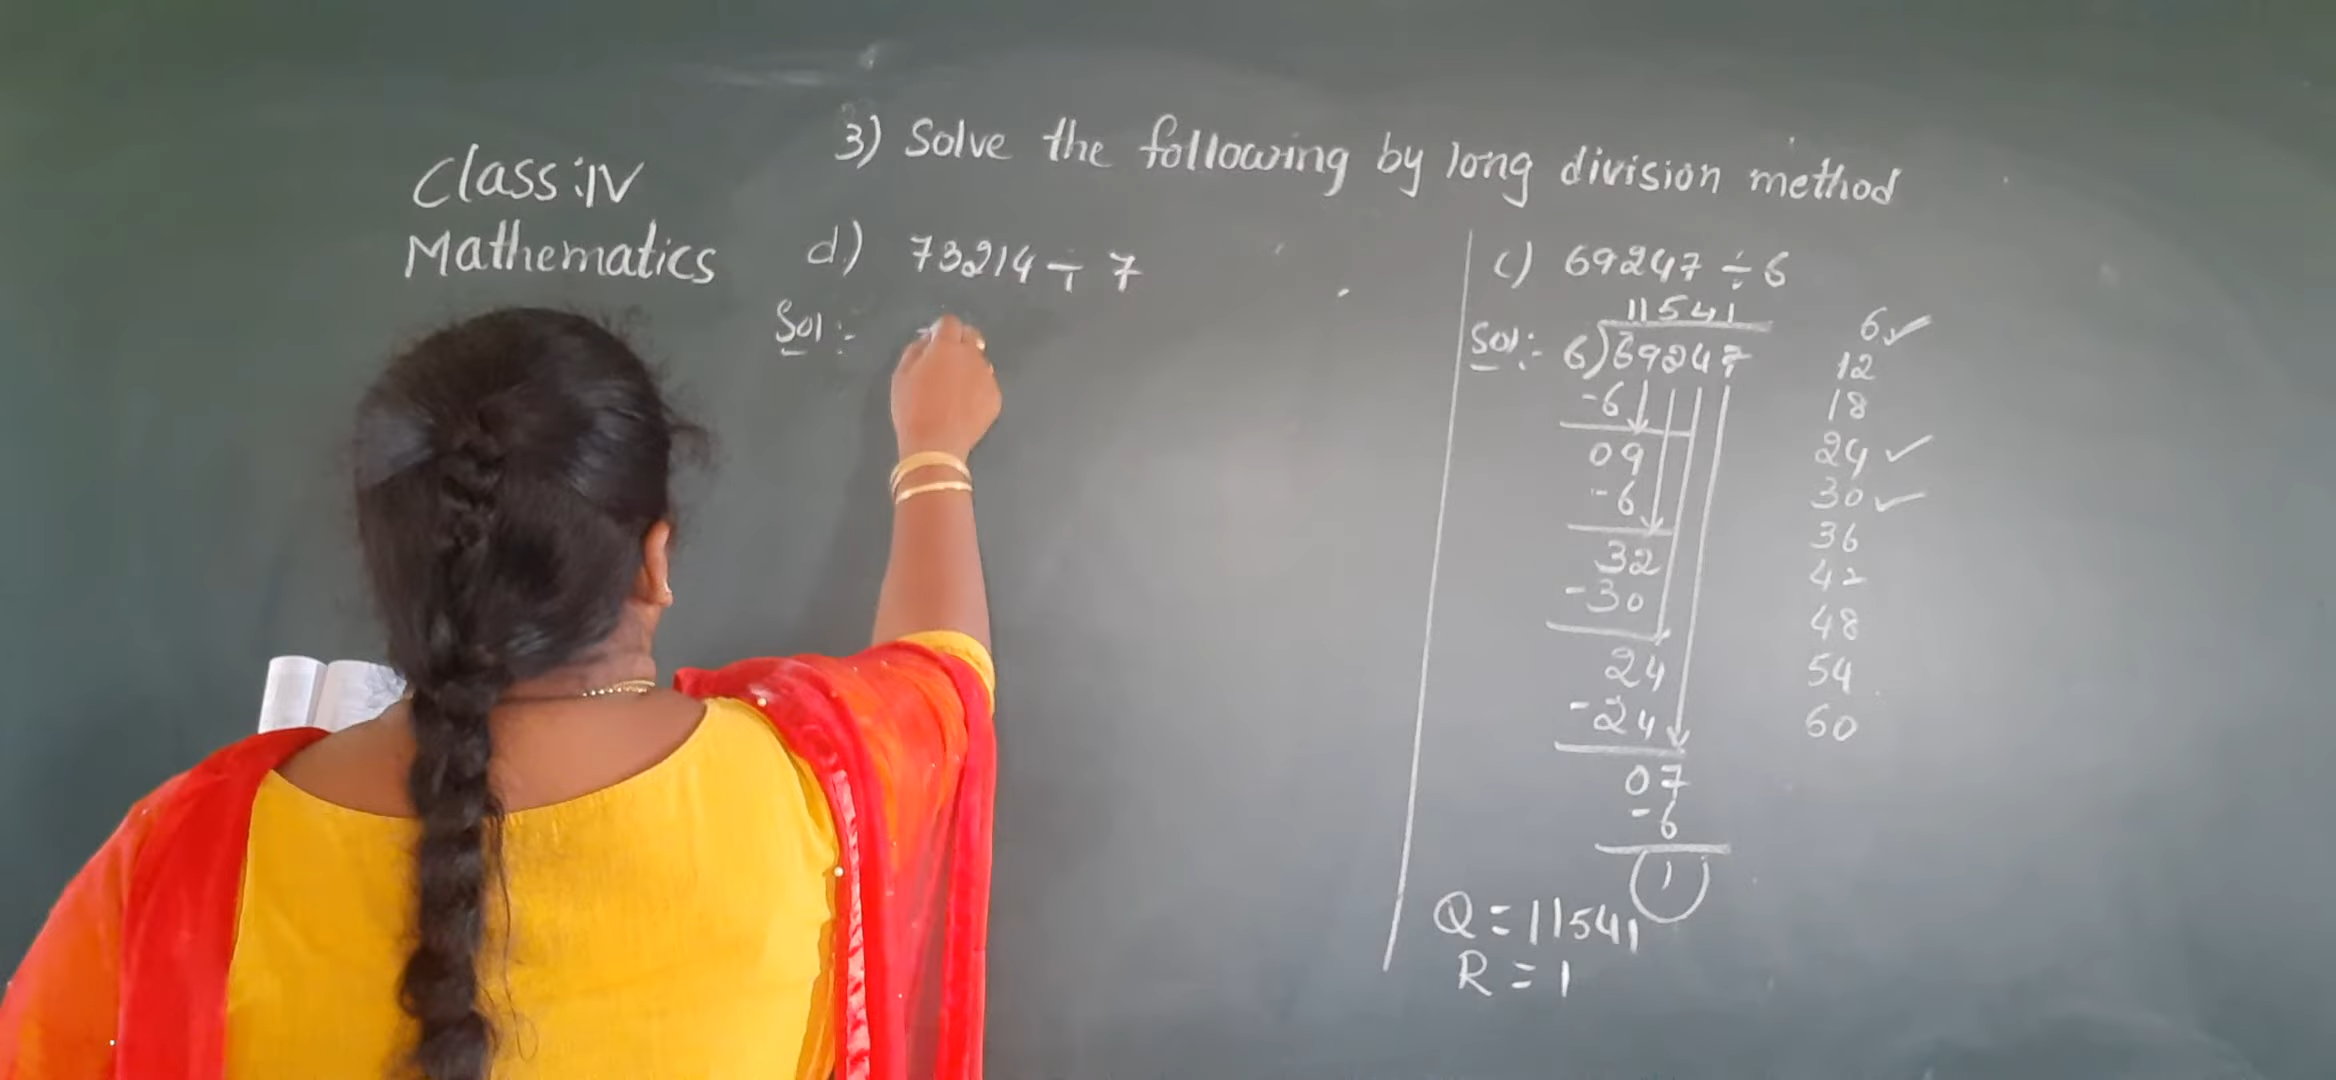 3) Solve the following by long division method
Class:IV
Mathematics
d) 73214 ÷ 7
Sol:-
c) 69247 ÷ 6
11541
Sol:- 6)69247
-6
09
-6
32
-30
24
-24
07
-6
1
Q = 11541
R = 1
6✓
12
18
24✓
30✓
36
42
48
54
60